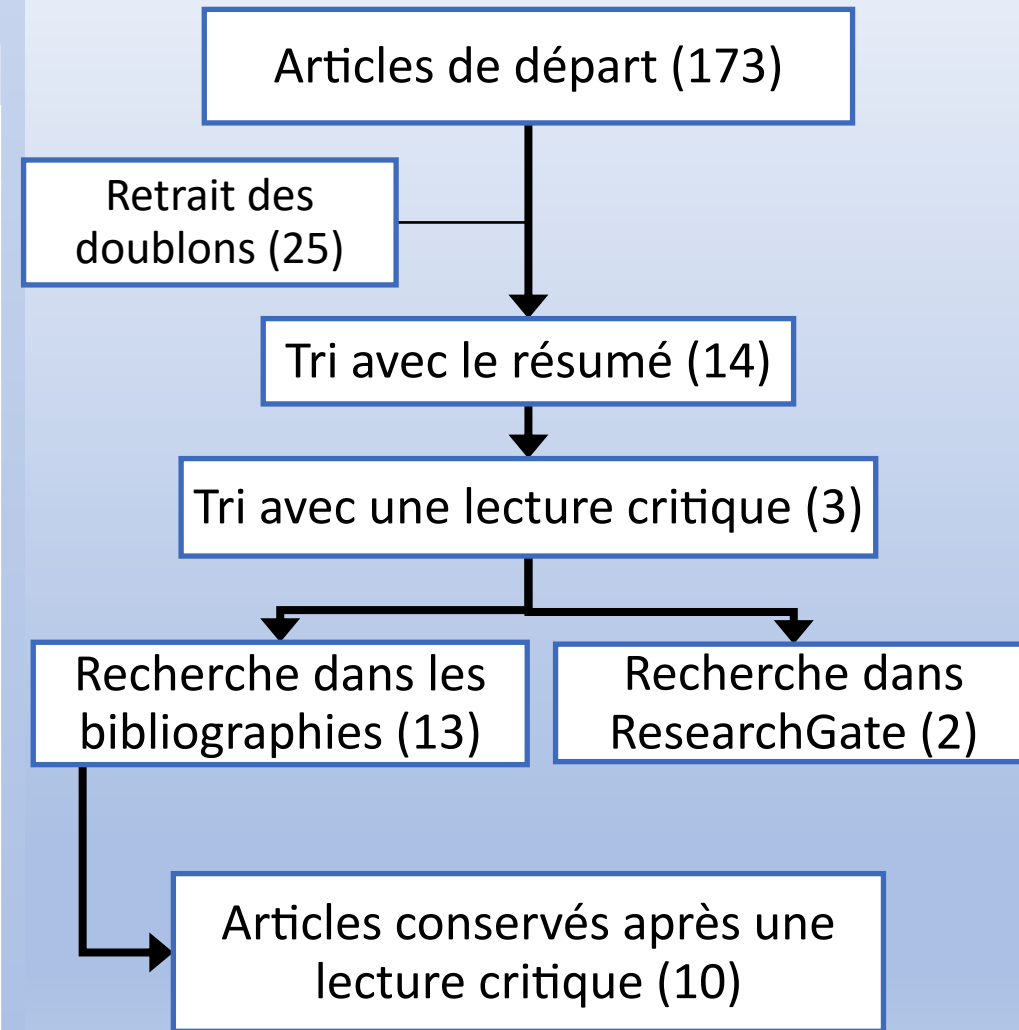 Articles de départ (173)
Retrait des
doublons (25)
Tri avec le résumé (14)
Tri avec une lecture critique (3)
Recherche dans les
bibliographies (13)
Recherche dans
ResearchGate (2)
Articles conservés après une
lecture critique (10)